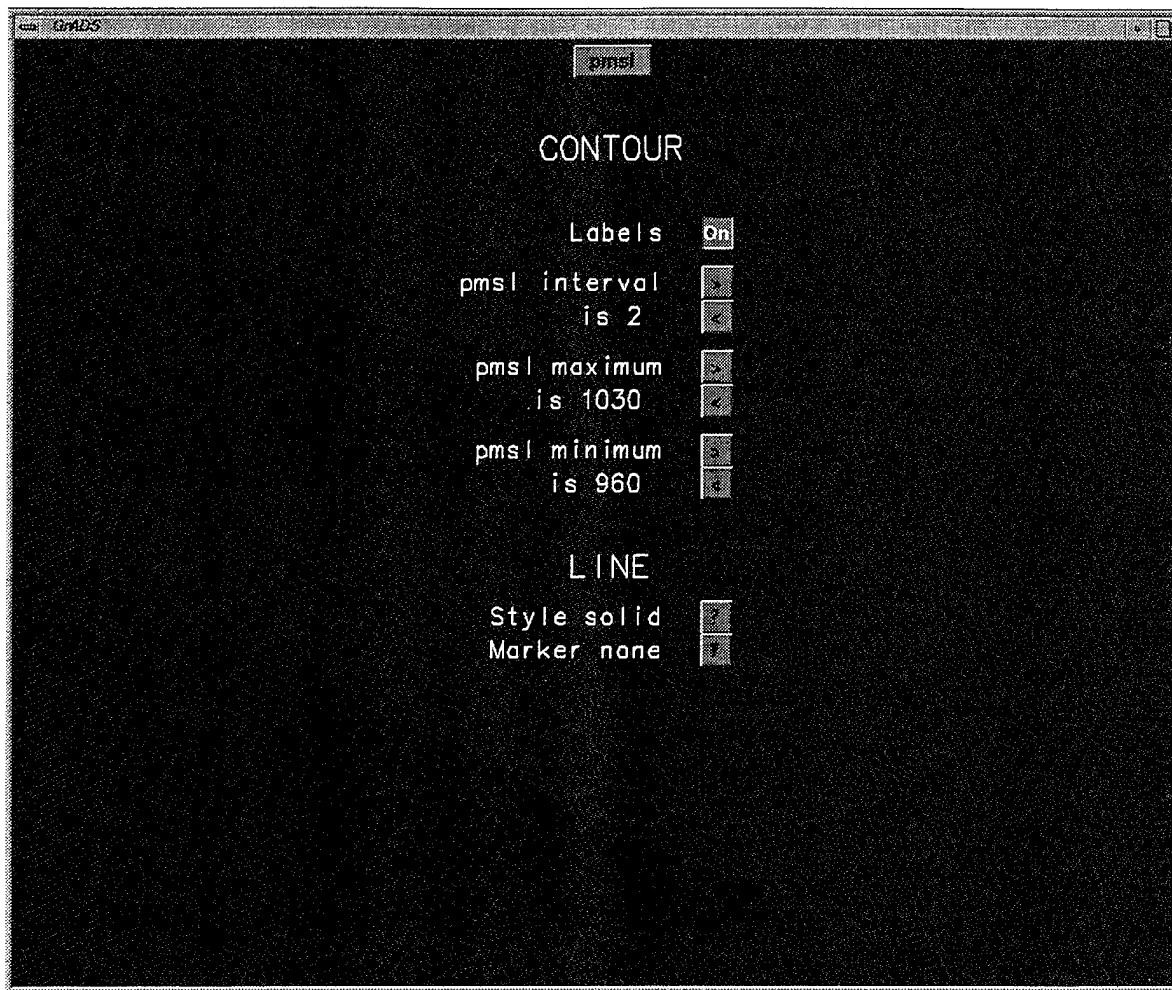 GrADS
pmsl
CONTOUR
Labels On
pmsl interval >
is 2 <
pmsl maximum >
is 1030 <
pmsl minimum >
is 960 <
LINE
Style solid ?
Marker none ?